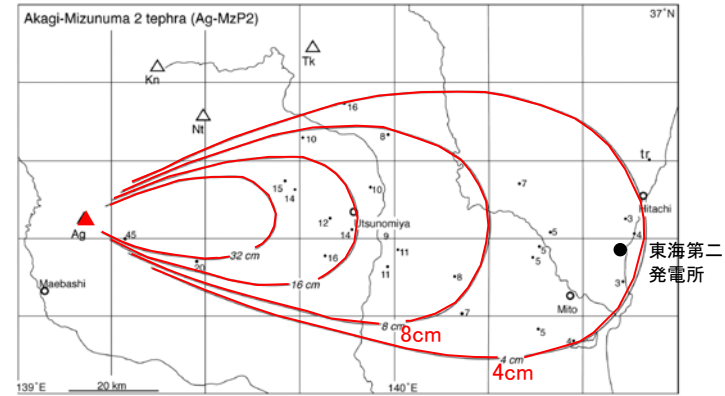 Akagi-Mizunuma 2 tephra (Ag-MzP2)
37°N
Tk
Kn
16
Nt
10
8
tr
15
14
10
7
Hitachi
12
Utsunomiya
3
Ag
45
14
9
5
4
5
東海第二
発電所
20
32 cm
16
11
11
5
8
3
Maebashi
16 cm
Mito
7
8 cm
8cm
5
4
4 cm
4cm
139°E
20 km
140°E